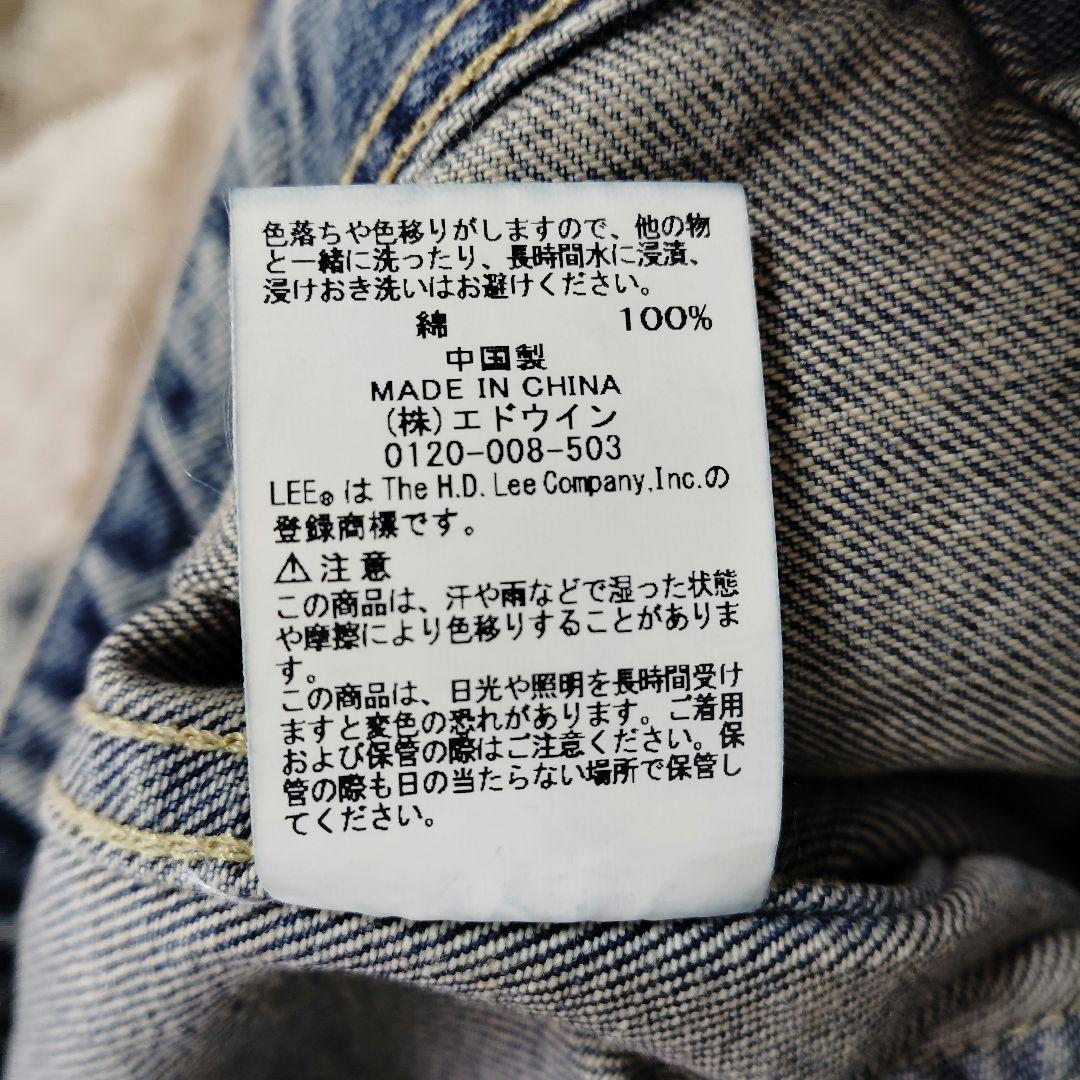 色落ちや色移りがしますので、他の物
と一緒に洗ったり、長時間水に浸漬、
浸けおき洗いはお避けください。
綿 100%
中国製
MADE IN CHINA
(株)エドウイン
0120-008-503
LEE® は The H.D. Lee Company,Inc.の
登録商標です。
⚠注意
この商品は、汗や雨などで湿った状態
や摩擦により色移りすることがありま
す。
この商品は、日光や照明を長時間受け
ますと変色の恐れがあります。ご着用
および保管の際はご注意ください。保
管の際も日の当たらない場所で保管し
てください。